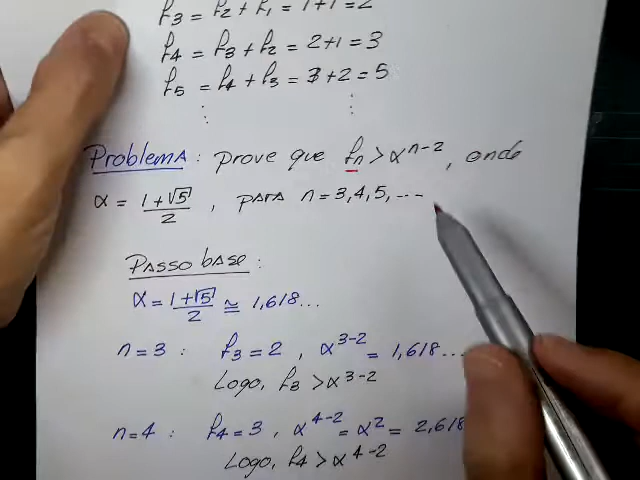 f₃ = f₂ + f₁ = 1+1 = 2
f₄ = f₃ + f₂ = 2+1 = 3
f₅ = f₄ + f₃ = 3+2 = 5
⋮ ⋮
Problema: prove que fn > α^(n-2), onde
α = (1+√5)/2, para n = 3,4,5,...
Passo base:
α = (1+√5)/2 ≅ 1,618...
n=3: f₃ = 2, α^(3-2) = 1,618...
Logo, f₃ > α^(3-2)
n=4: f₄ = 3, α^(4-2) = α² = 2,618
Logo, f₄ > α^(4-2)